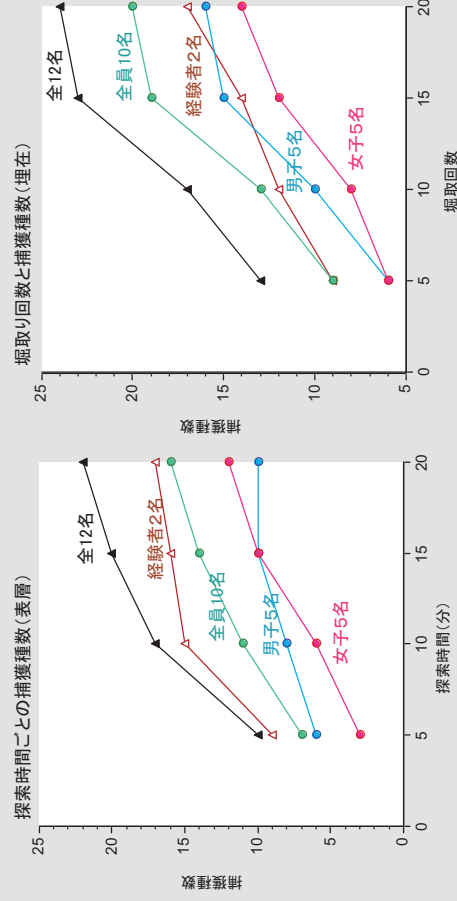 探索時間ごとの捕獲種数(表層)
捕獲種数
25
20
15
10
5
0
0
5
10
15
20
探索時間(分)
全12名
経験者2名
全員10名
男子5名
女子5名
堀取り回数と捕獲種数(埋在)
捕獲種数
25
20
15
10
5
0
5
10
15
20
堀取回数
全12名
全員10名
経験者2名
男子5名
女子5名